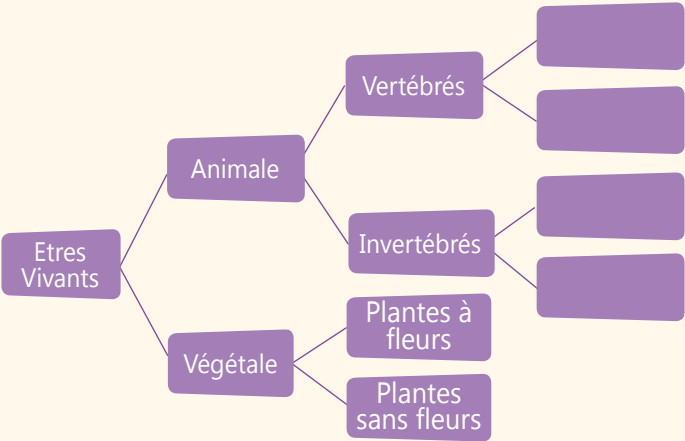 Etres
Vivants
Animale
Vertébrés
Invertébrés
Végétale
Plantes à
fleurs
Plantes
sans fleurs